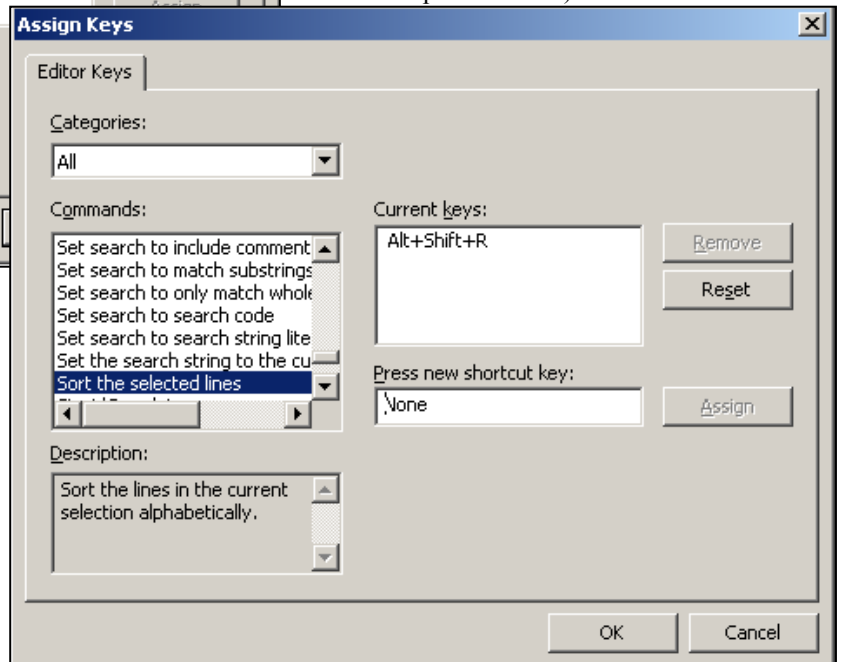 Assign Keys
Editor Keys
Categories:
All
Commands:
Set search to include comment
Set search to match substrings
Set search to only match whole
Set search to search code
Set search to search string lite
Set the search string to the cu
Sort the selected lines
Current keys:
Alt+Shift+R
Remove
Reset
Press new shortcut key:
None
Assign
Description:
Sort the lines in the current
selection alphabetically.
OK
Cancel